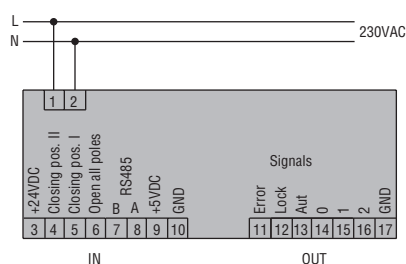 L
N
230VAC
1 2
+24VDC
Closing pos. II
Closing pos. I
Open all poles
B
RS485
A
+5VDC
GND
Signals
Error
Lock
Aut
0
1
2
GND
3 4 5 6 7 8 9 10
11 12 13 14 15 16 17
IN
OUT